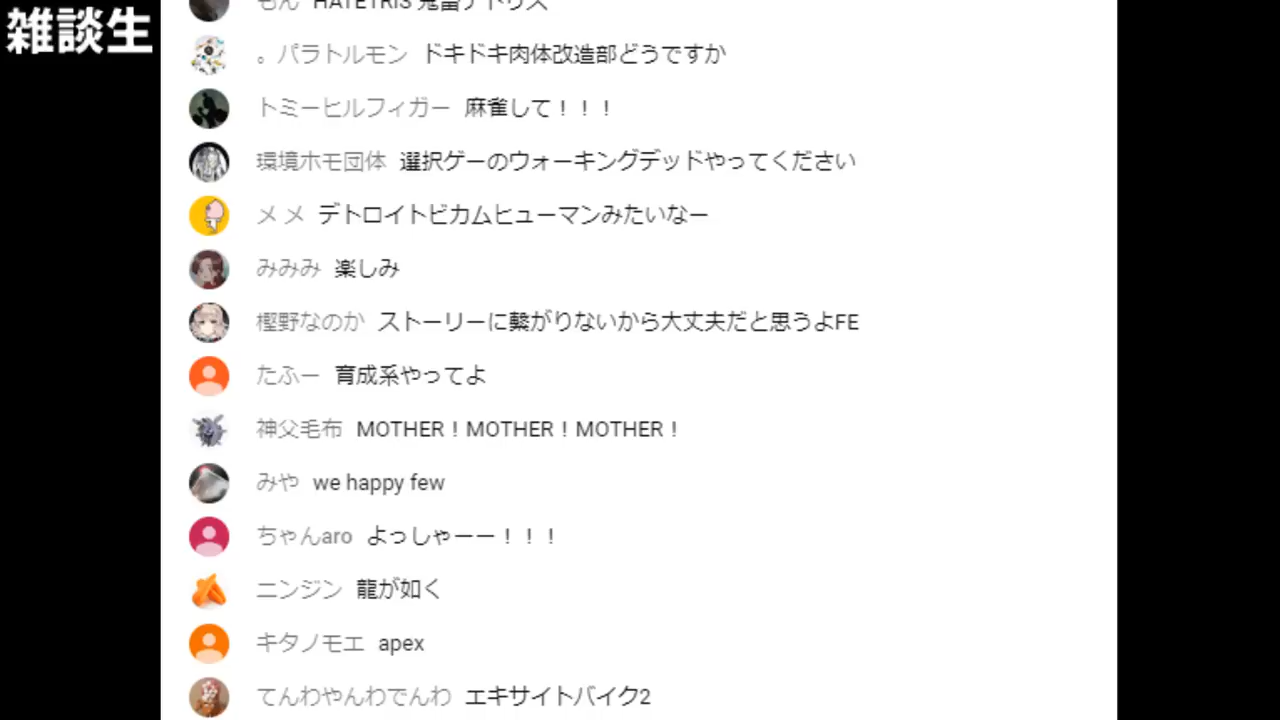 雑談生
もん HATETRIS 鬼畜テトリス
。パラトルモン ドキドキ肉体改造部どうですか
トミーヒルフィガー 麻雀して！！！
環境ホモ団体 選択ゲーのウォーキングデッドやってください
メメ デトロイトビカムヒューマンみたいなー
みみみ 楽しみ
樫野なのか ストーリーに繋がりないから大丈夫だと思うよFE
たふー 育成系やってよ
神父毛布 MOTHER！MOTHER！MOTHER！
みや we happy few
ちゃんaro よっしゃーー！！！
ニンジン 龍が如く
キタノモエ apex
てんわやんわでんわ エキサイトバイク2